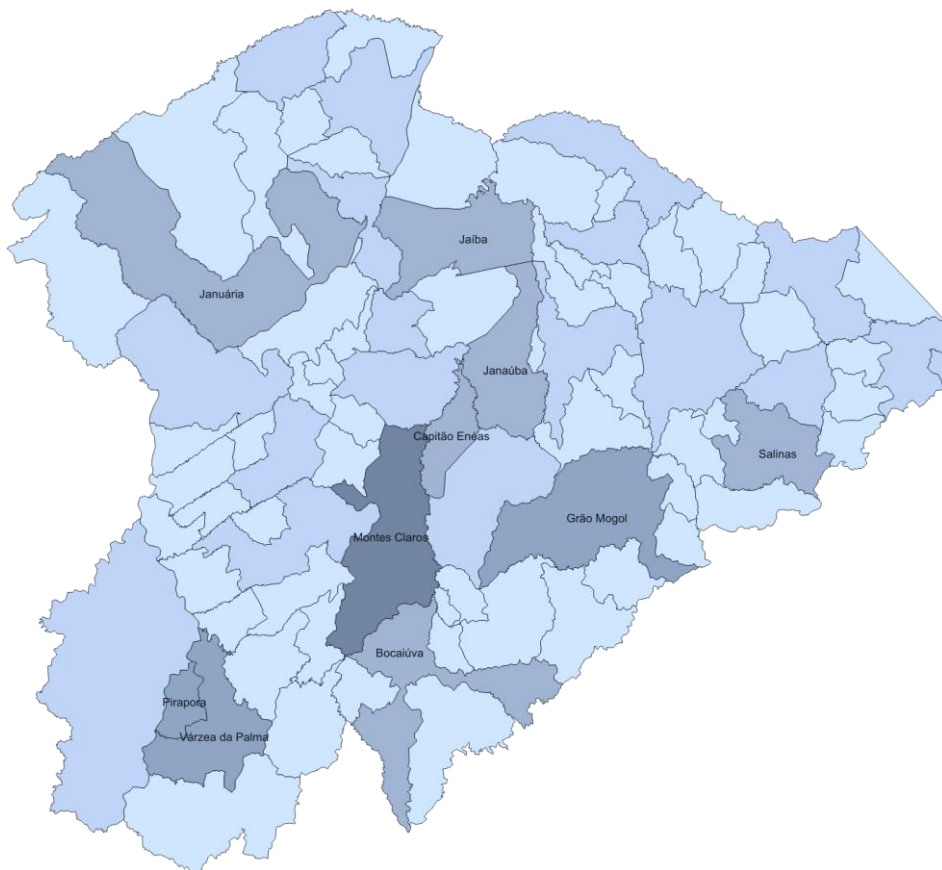 Jaíba
Januária
Janaúba
Capitão Enéas
Salinas
Grão Mogol
Montes Claros
Bocaiúva
Pirapora
Várzea da Palma